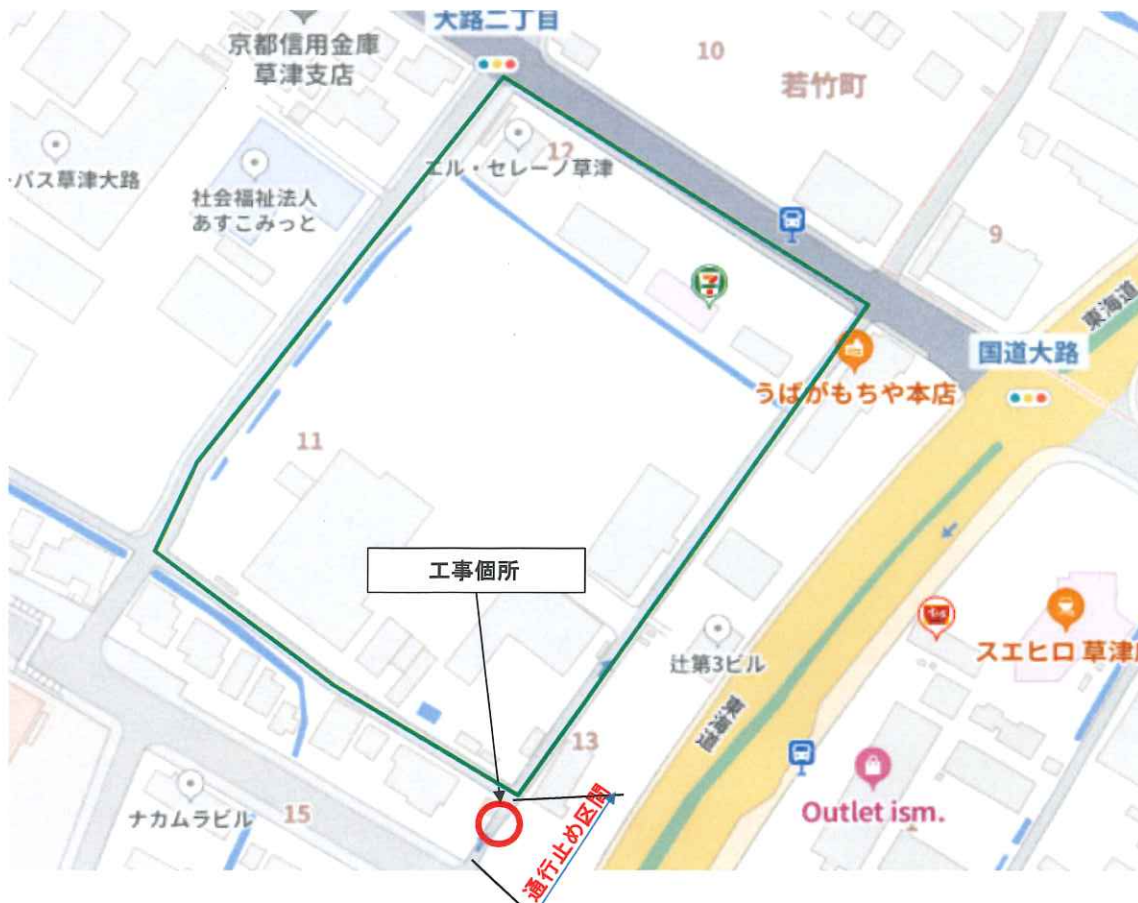 大路二丁目
京都信用金庫
草津支店
10
若竹町
12
エル・セレーノ草津
ーパス草津大路
社会福祉法人
あすこみっと
9
東海道
国道大路
うばがもちや本店
11
工事個所
辻第3ビル
スエヒロ 草津
東海道
13
Outlet ism.
ナカムラビル
15
通行止め区間